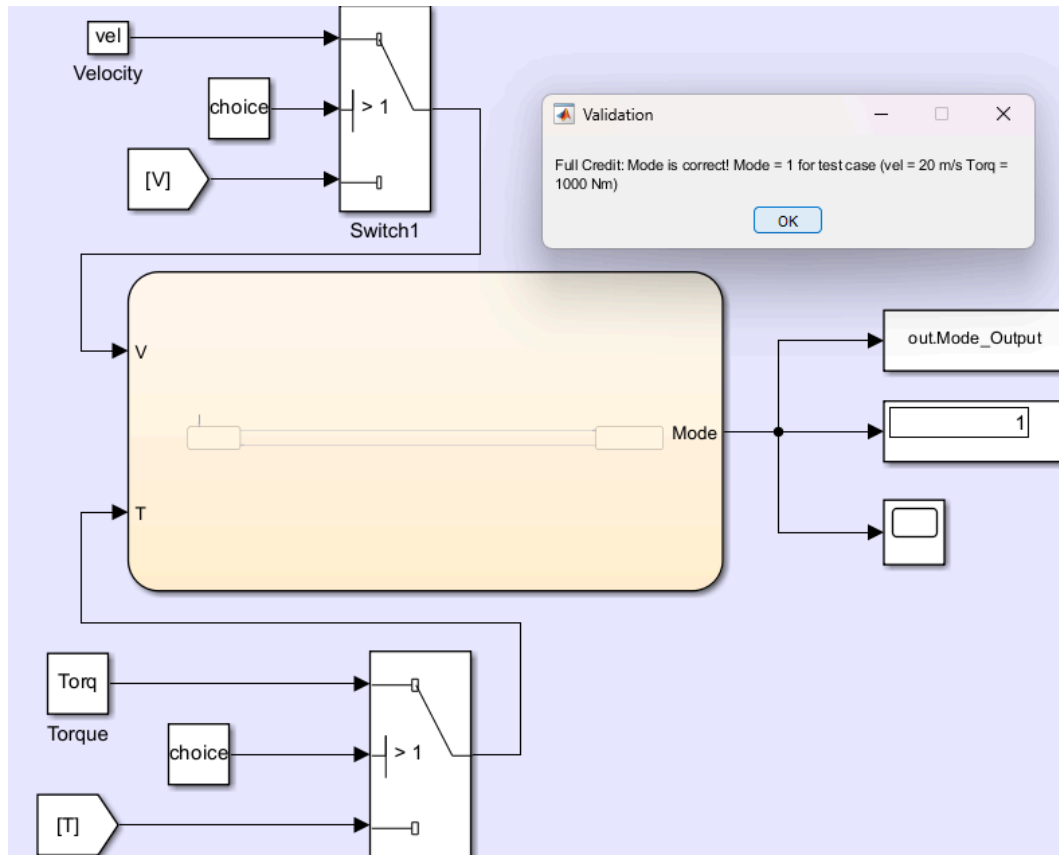 vel
Velocity
choice
> 1
[V]
Switch1
Validation
Full Credit: Mode is correct! Mode = 1 for test case (vel = 20 m/s Torq =
1000 Nm)
OK
V
T
Mode
out.Mode_Output
1
Torq
Torque
choice
> 1
[T]